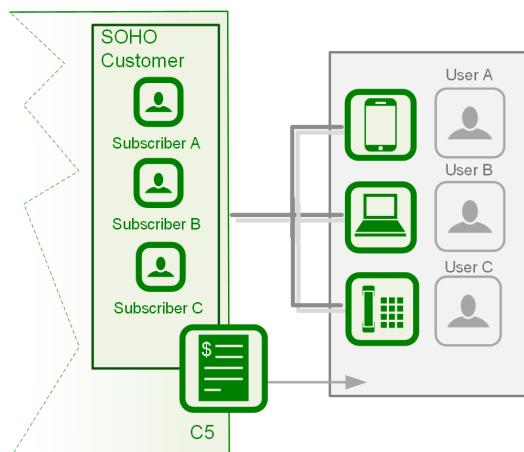 SOHO
Customer
Subscriber A
Subscriber B
Subscriber C
$
C5
User A
User B
User C